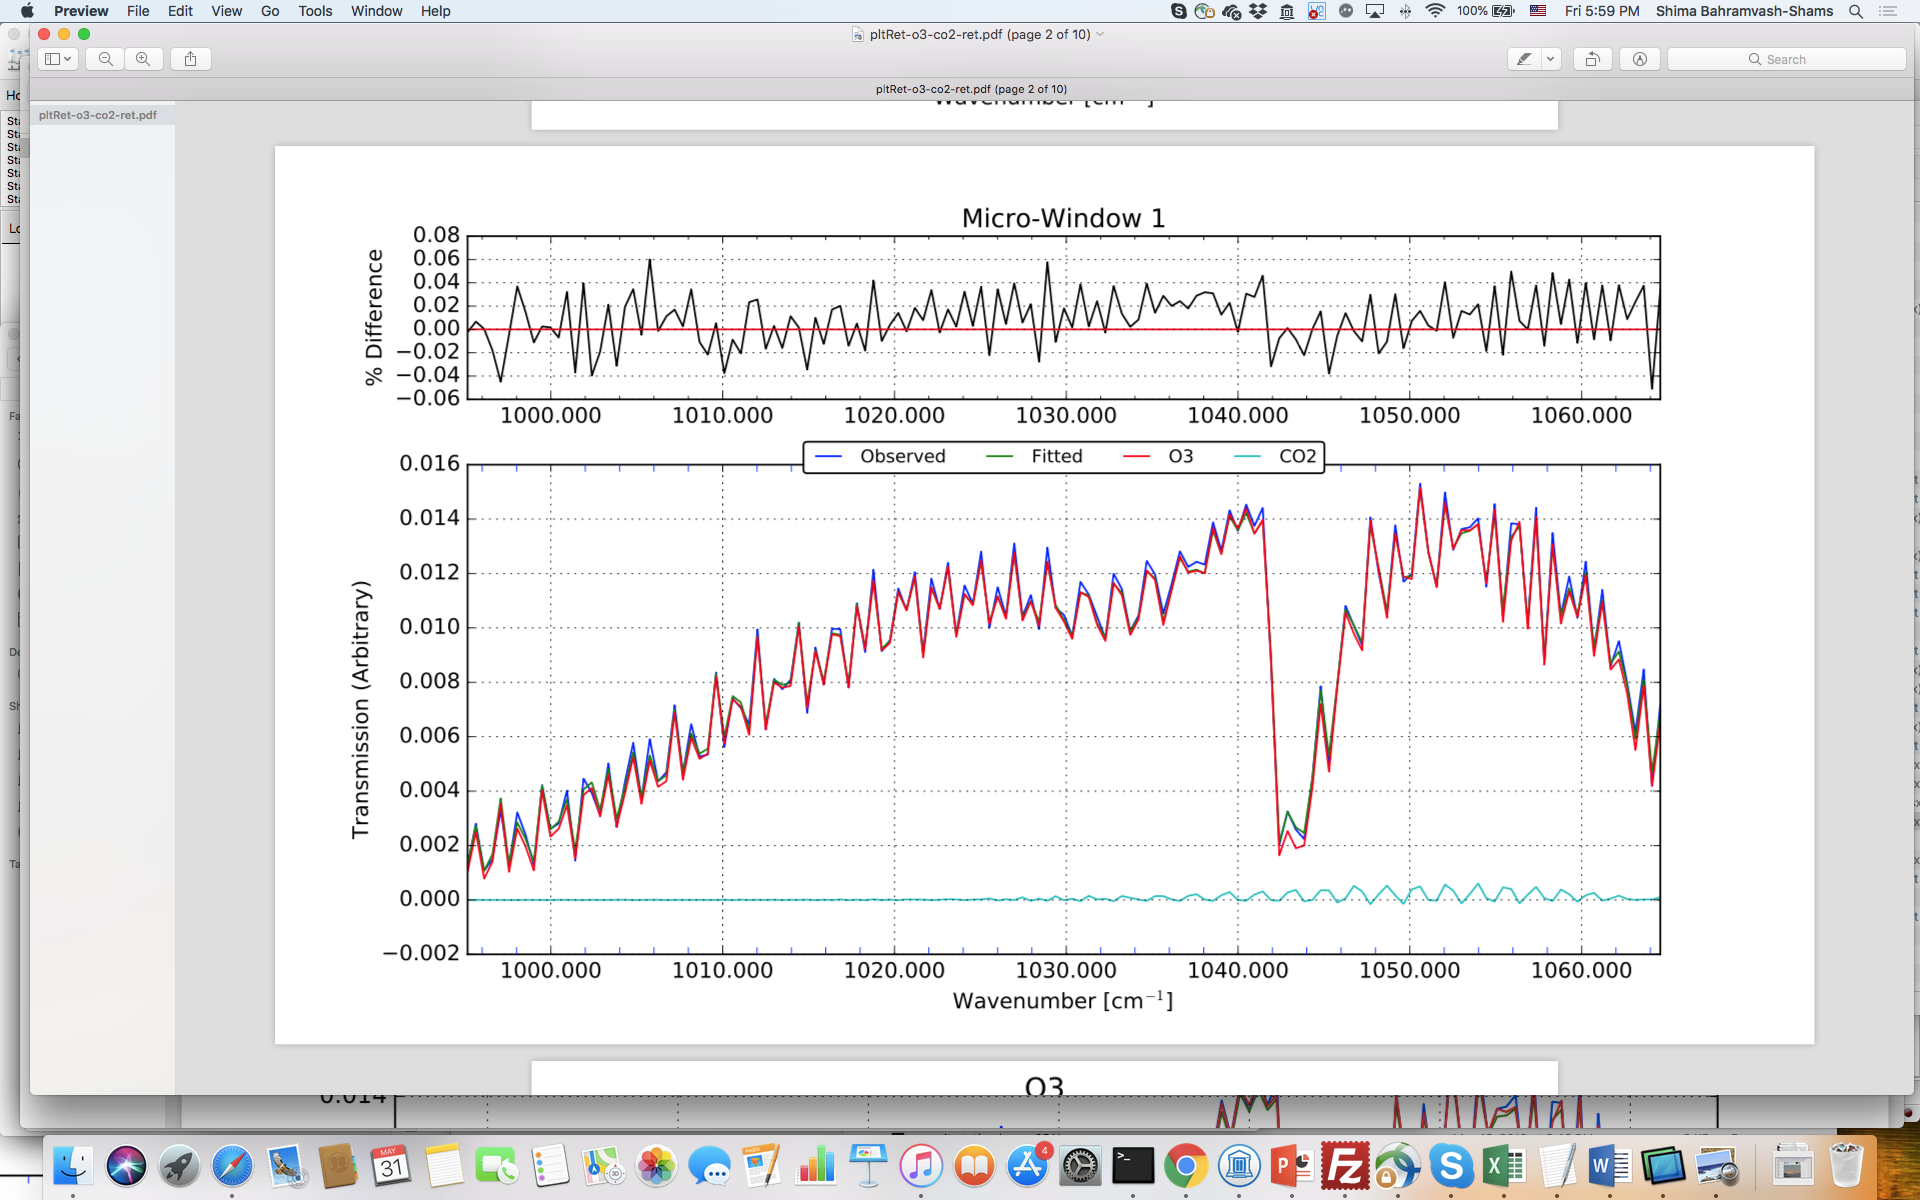 Preview File Edit View Go Tools Window Help 100% Fri 5:59 PM Shima Bahramvash-Shams
pltRet-o3-co2-ret.pdf (page 2 of 10)
Search
pltRet-o3-co2-ret.pdf (page 2 of 10)
pltRet-o3-co2-ret.pdf
Micro-Window 1
% Difference
0.08
0.06
0.04
0.02
0.00
−0.02
−0.04
−0.06
1000.000 1010.000 1020.000 1030.000 1040.000 1050.000 1060.000
Observed Fitted O3 CO2
Transmission (Arbitrary)
0.016
0.014
0.012
0.010
0.008
0.006
0.004
0.002
0.000
−0.002
1000.000 1010.000 1020.000 1030.000 1040.000 1050.000 1060.000
Wavenumber [cm⁻¹]
O3
0.014
MAY
31
4